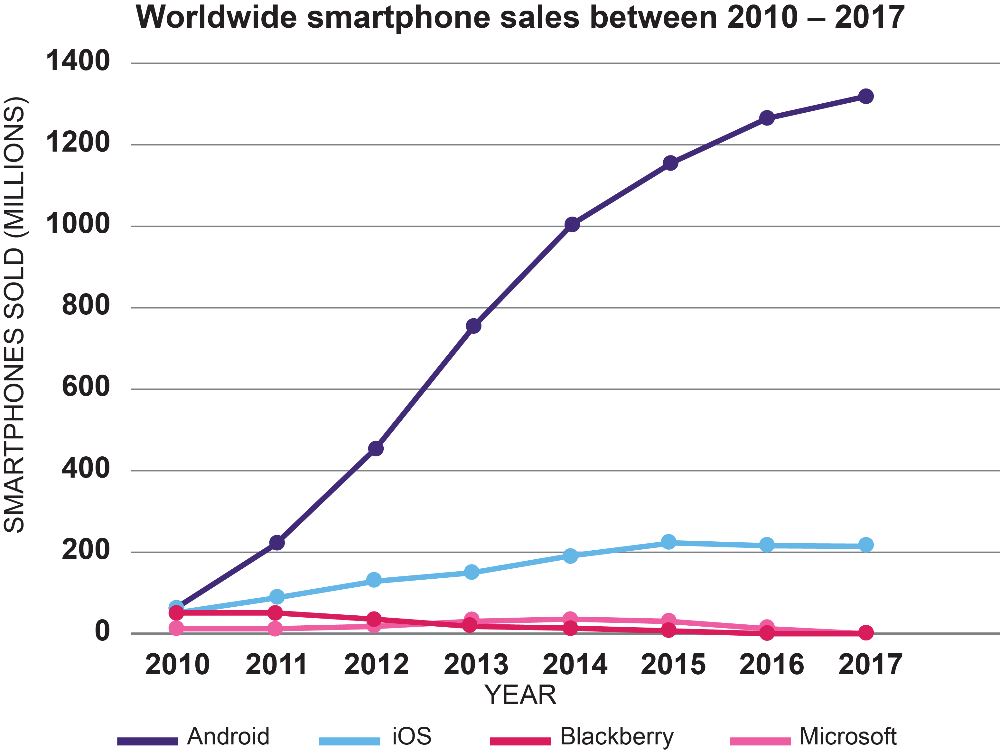 Worldwide smartphone sales between 2010 – 2017
SMARTPHONES SOLD (MILLIONS)
1400
1200
1000
800
600
400
200
0
2010 2011 2012 2013 2014 2015 2016 2017
YEAR
Android iOS Blackberry Microsoft